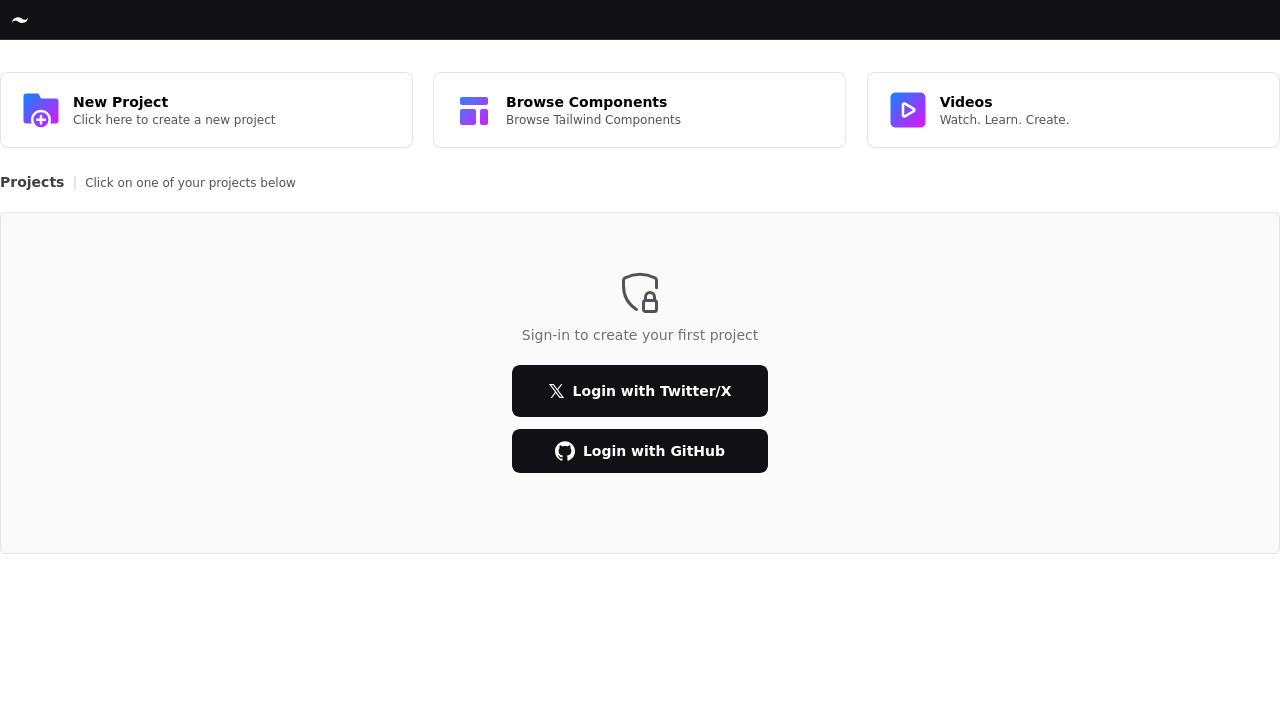 New Project
Click here to create a new project
Browse Components
Browse Tailwind Components
Videos
Watch. Learn. Create.
Projects | Click on one of your projects below
Sign-in to create your first project
𝕏 Login with Twitter/X
Login with GitHub